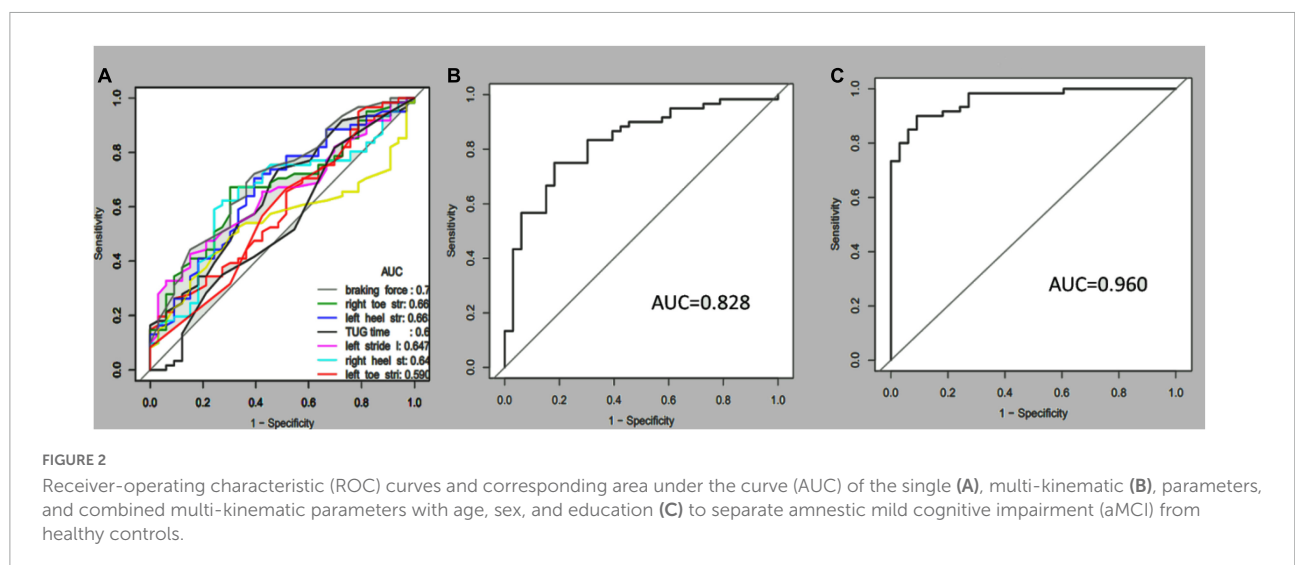 A
B
C
1.0
0.8
0.6
0.4
0.2
0.0
Sensitivity
AUC
braking force : 0.7
right toe str: 0.66
left heel str: 0.66
TUG time : 0.6
left stride l: 0.647
right heel st: 0.64
left toe stri: 0.590
0.0 0.2 0.4 0.6 0.8 1.0
1 - Specificity
1.0
0.8
0.6
0.4
0.2
0.0
Sensitivity
AUC=0.828
0.0 0.2 0.4 0.6 0.8 1.0
1 - Specificity
1.0
0.8
0.6
0.4
0.2
0.0
Sensitivity
AUC=0.960
0.0 0.2 0.4 0.6 0.8 1.0
1 - Specificity
FIGURE 2
Receiver-operating characteristic (ROC) curves and corresponding area under the curve (AUC) of the single (A), multi-kinematic (B), parameters,
and combined multi-kinematic parameters with age, sex, and education (C) to separate amnestic mild cognitive impairment (aMCI) from
healthy controls.